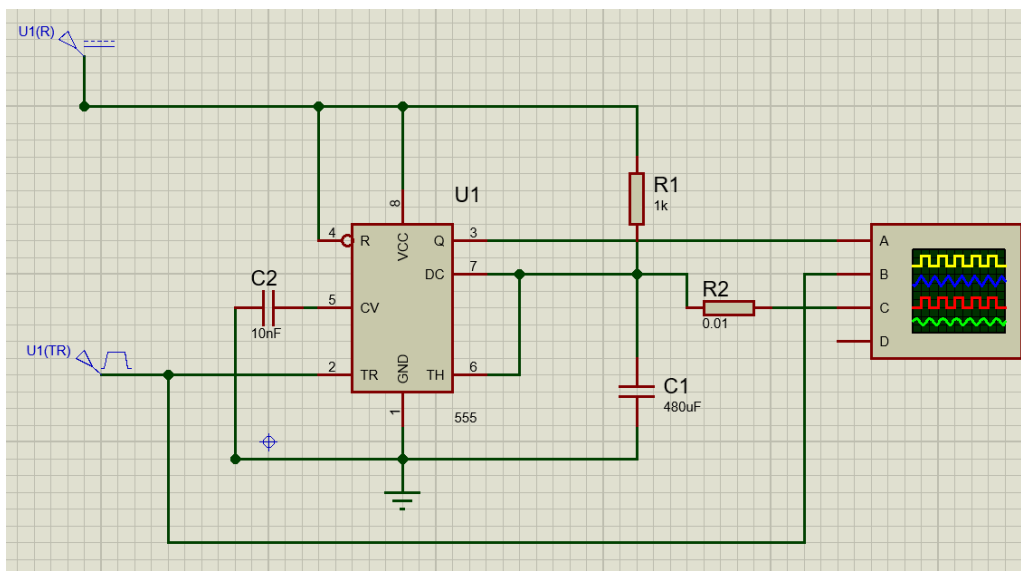 U1(R)
U1
R1
1k
8
4
R
VCC
Q
3
A
DC
7
B
C2
10nF
5
CV
R2
0.01
C
U1(TR)
2
TR
GND
TH
6
D
1
555
C1
480uF